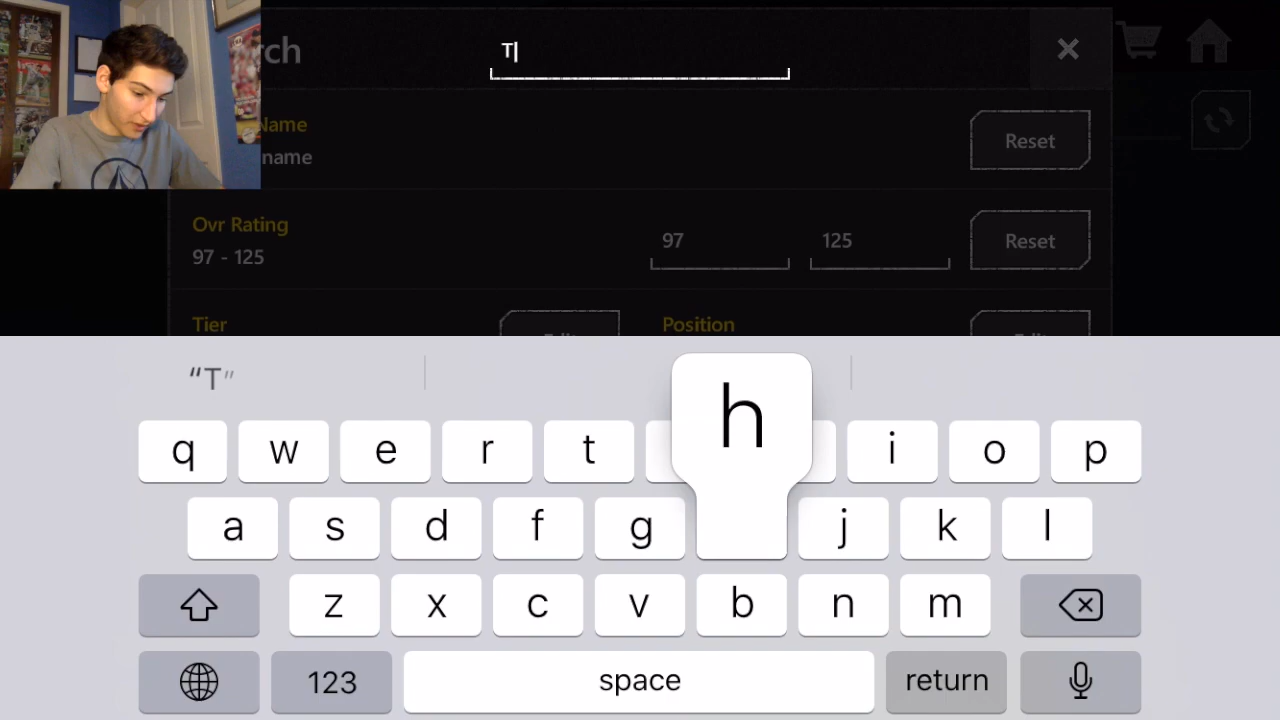 rch
T
Name
name
Reset
Ovr Rating
97 - 125
97
125
Reset
Tier
Position
"T"
h
q w e r t i o p
a s d f g j k l
z x c v b n m
123 space return